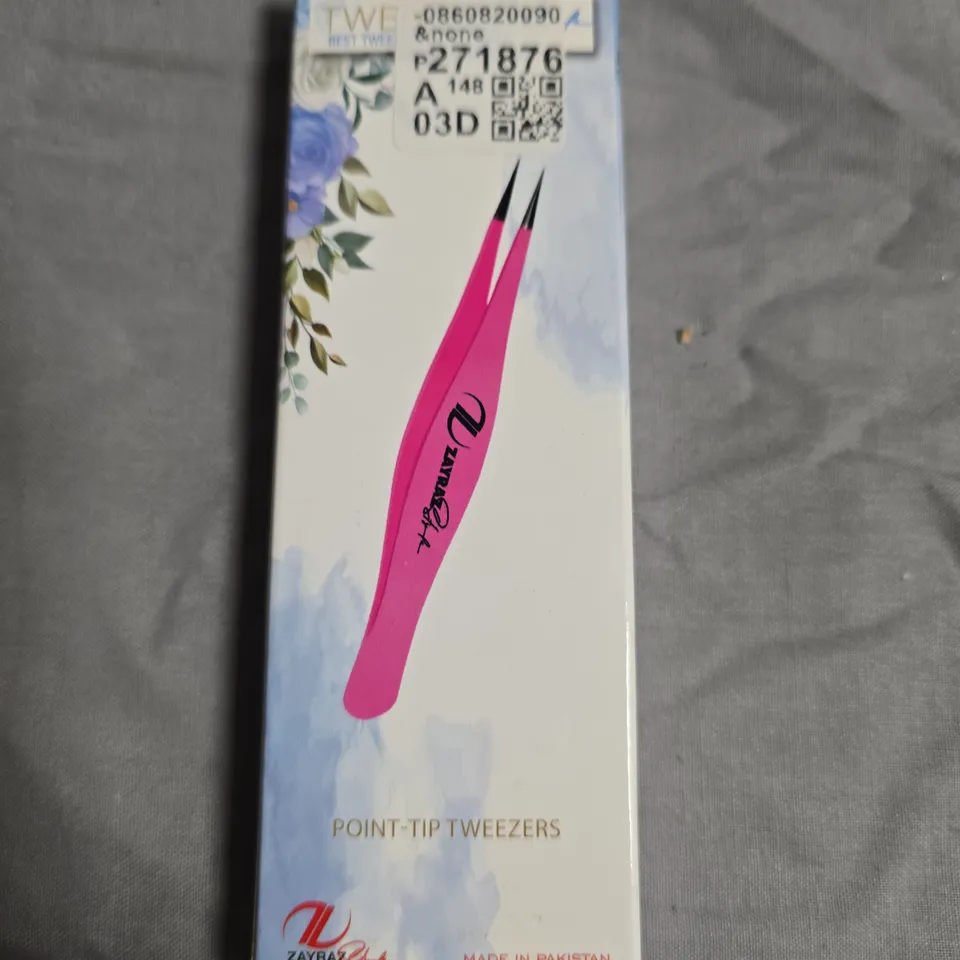 TWE
BEST TWEE
-0860820090
&none
P271876
A 148
03D
ZAYRAZ
POINT-TIP TWEEZERS
ZAYRAZ
MADE IN PAKISTAN